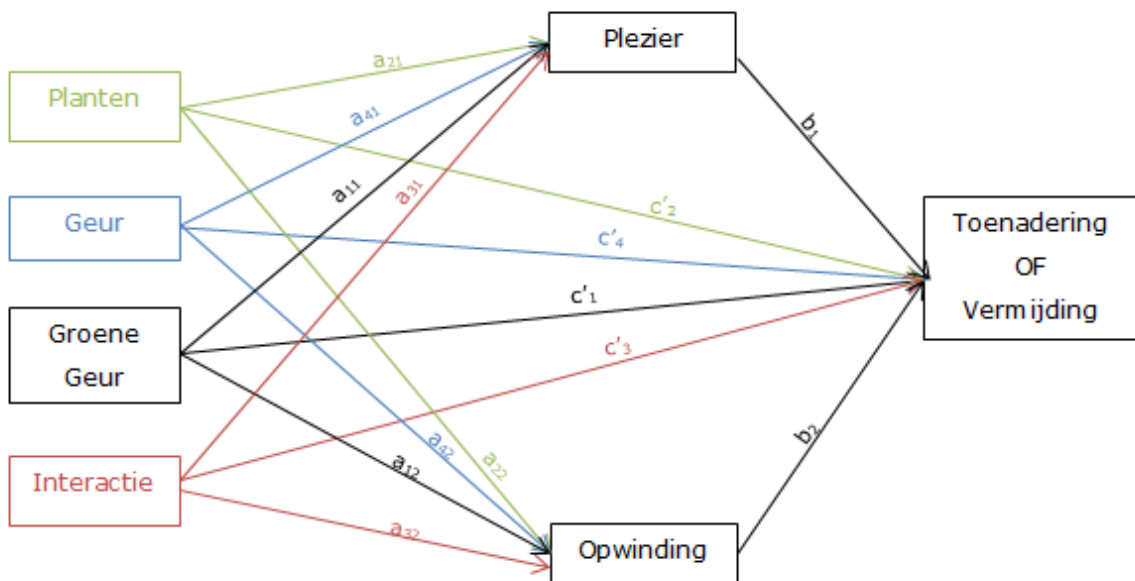 Plezier
a₂₁
Planten
a₄₁
b₁
a₁₁
a₃₁
Geur
c'₂
c'₄
Toenadering
OF
Vermijding
c'₁
Groene
Geur
c'₃
a₄₂
a₂₂
b₂
a₁₂
Interactie
a₃₂
Opwinding